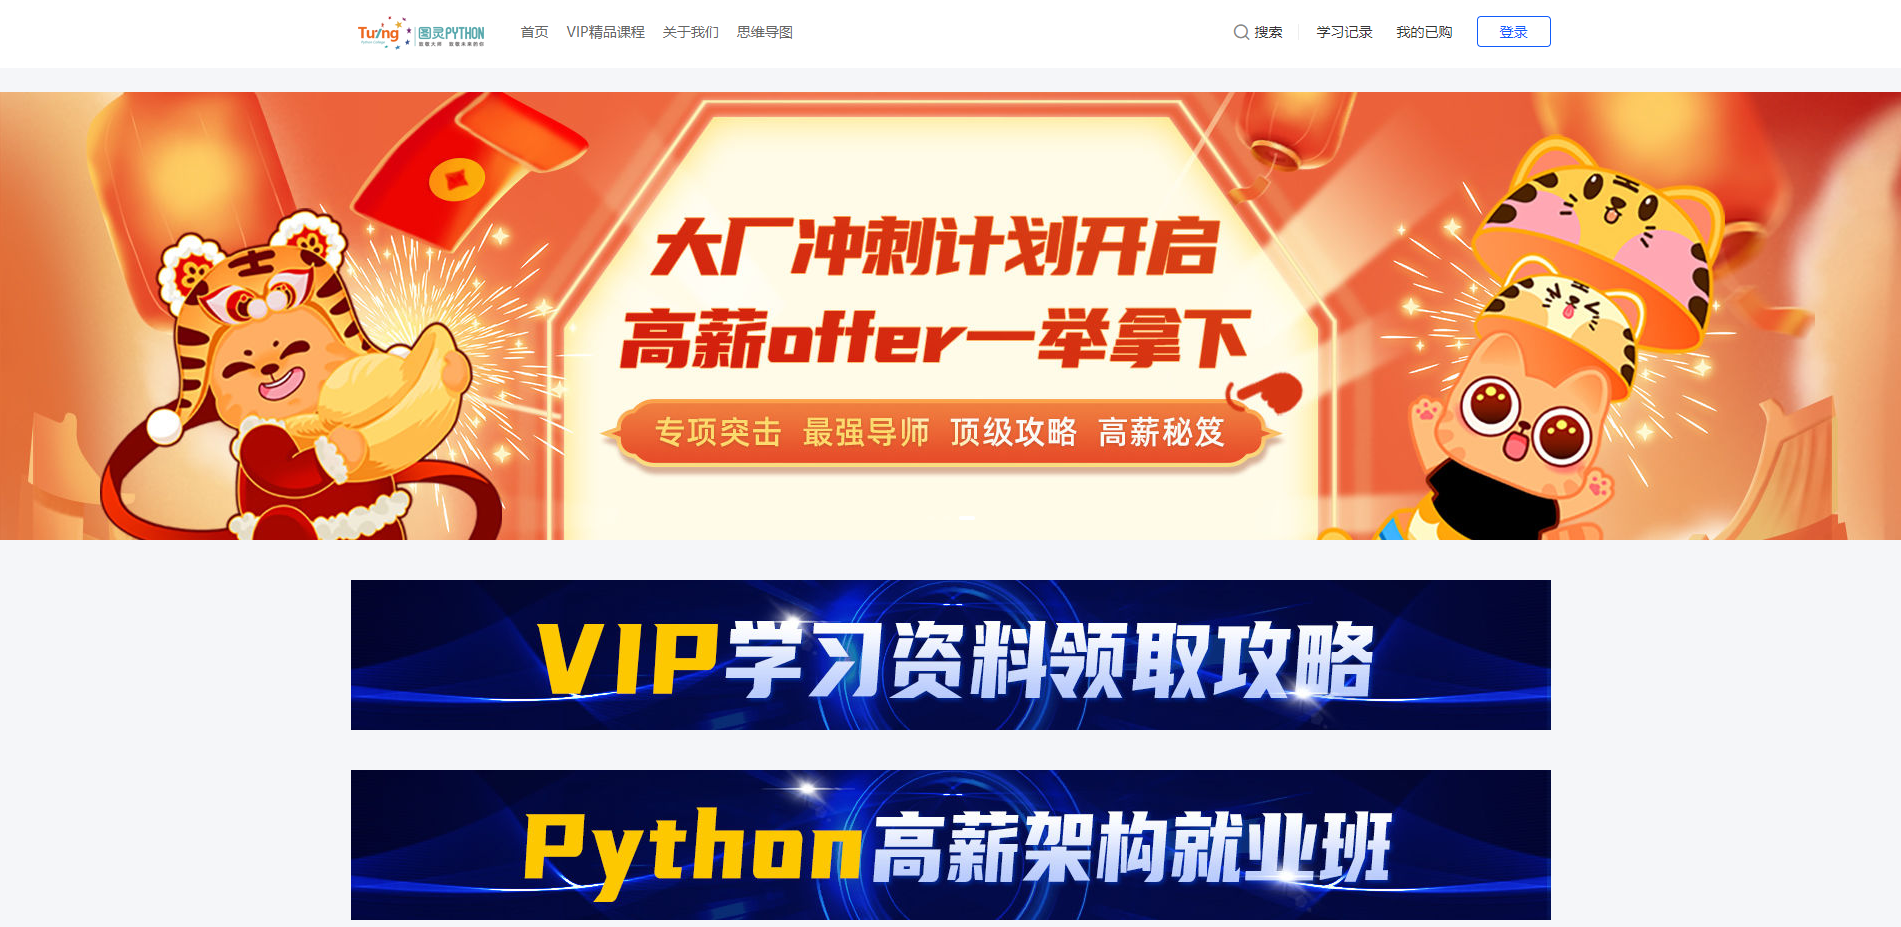 Turing 图灵PYTHON
首页 VIP精品课程 关于我们 思维导图
搜索 学习记录 我的已购 登录
大厂冲刺计划开启
高薪offer一举拿下
专项突击 最强导师 顶级攻略 高薪秘笈
VIP学习资料领取攻略
Python高薪架构就业班